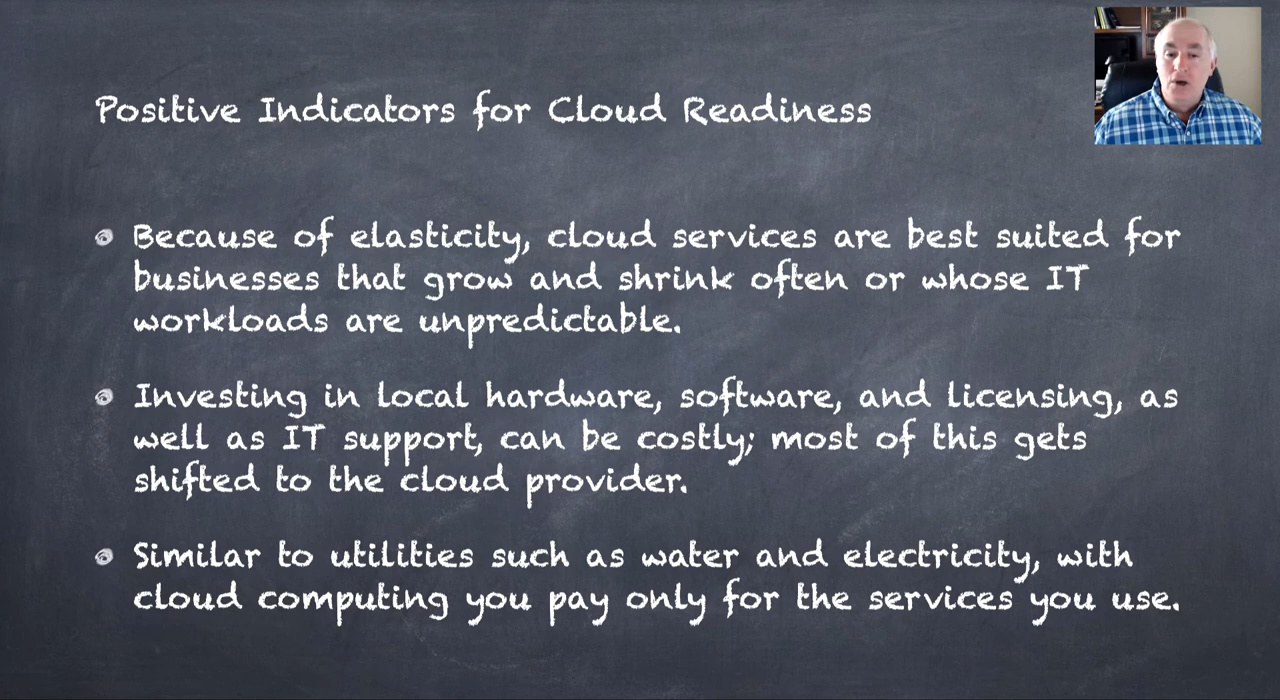 Positive Indicators for Cloud Readiness
Because of elasticity, cloud services are best suited for
businesses that grow and shrink often or whose IT
workloads are unpredictable.
Investing in local hardware, software, and licensing, as
well as IT support, can be costly; most of this gets
shifted to the cloud provider.
Similar to utilities such as water and electricity, with
cloud computing you pay only for the services you use.